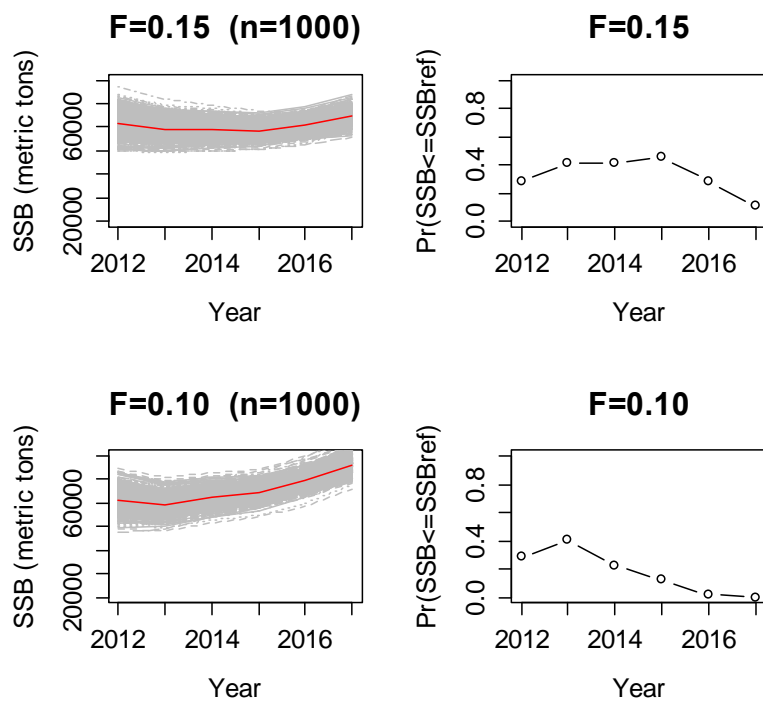 F=0.15  (n=1000)
SSB (metric tons)
20000
60000
2012
2014
2016
Year
F=0.15
Pr(SSB<=SSBref)
0.0
0.4
0.8
2012
2014
2016
Year
F=0.10  (n=1000)
SSB (metric tons)
20000
60000
2012
2014
2016
Year
F=0.10
Pr(SSB<=SSBref)
0.0
0.4
0.8
2012
2014
2016
Year